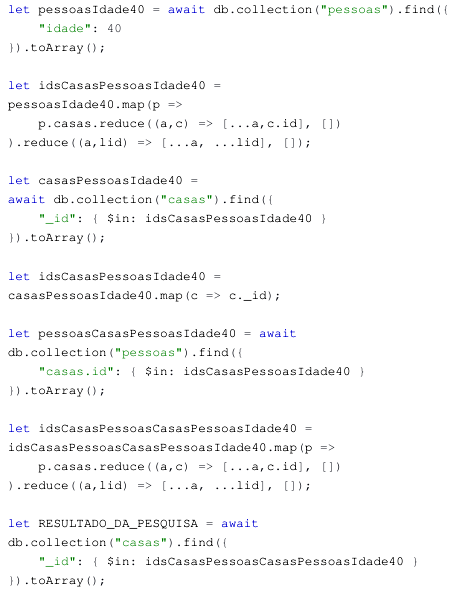 let pessoasIdade40 = await db.collection("pessoas").find({
    "idade": 40
}).toArray();

let idsCasasPessoasIdade40 =
pessoasIdade40.map(p =>
    p.casas.reduce((a,c) => [...a,c.id], [])
).reduce((a,lid) => [...a, ...lid], []);

let casasPessoasIdade40 =
await db.collection("casas").find({
    "_id": { $in: idsCasasPessoasIdade40 }
}).toArray();

let idsCasasPessoasIdade40 =
casasPessoasIdade40.map(c => c._id);

let pessoasCasasPessoasIdade40 = await
db.collection("pessoas").find({
    "casas.id": { $in: idsCasasPessoasIdade40 }
}).toArray();

let idsCasasPessoasCasasPessoasIdade40 =
idsCasasPessoasCasasPessoasIdade40.map(p =>
    p.casas.reduce((a,c) => [...a,c.id], [])
).reduce((a,lid) => [...a, ...lid], []);

let RESULTADO_DA_PESQUISA = await
db.collection("casas").find({
    "_id": { $in: idsCasasPessoasCasasPessoasIdade40 }
}).toArray();